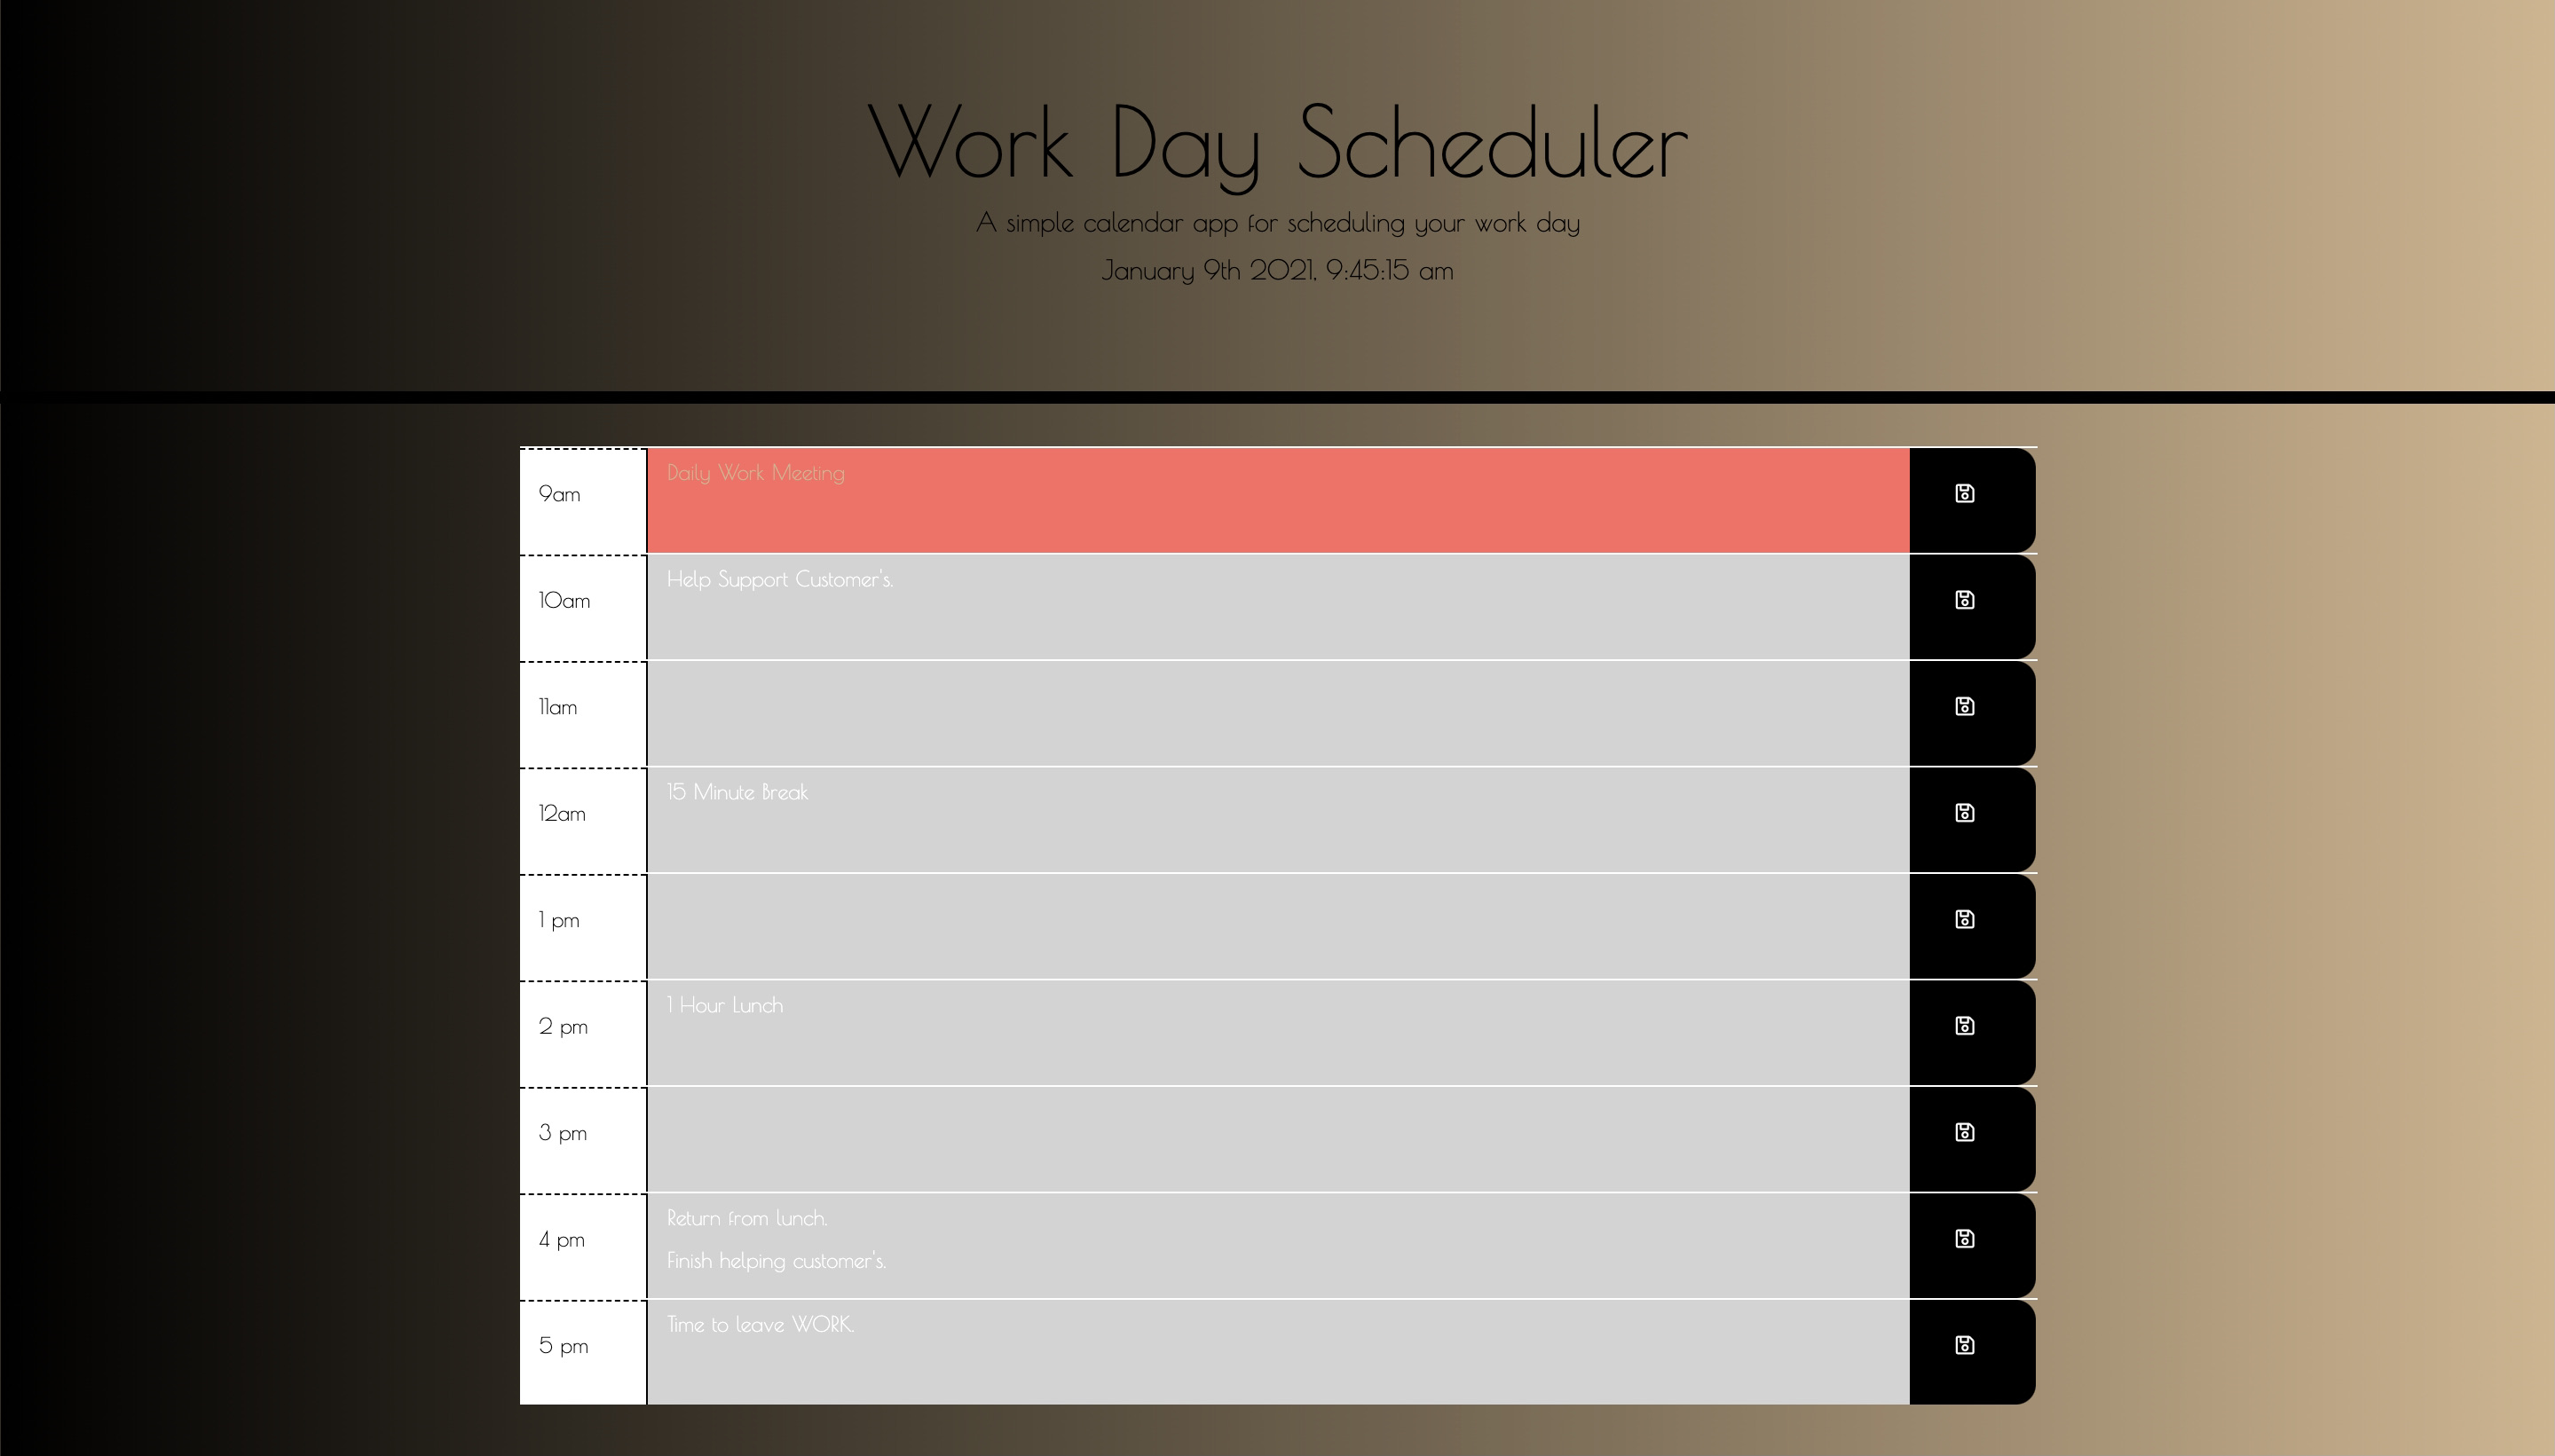 Work Day Scheduler
A simple calendar app for scheduling your work day
January 9th 2021, 9:45:15 am
9am
Daily Work Meeting
10am
Help Support Customer's.
11am
12am
15 Minute Break
1 pm
2 pm
1 Hour Lunch
3 pm
4 pm
Return from lunch.
Finish helping customer's.
5 pm
Time to leave WORK.